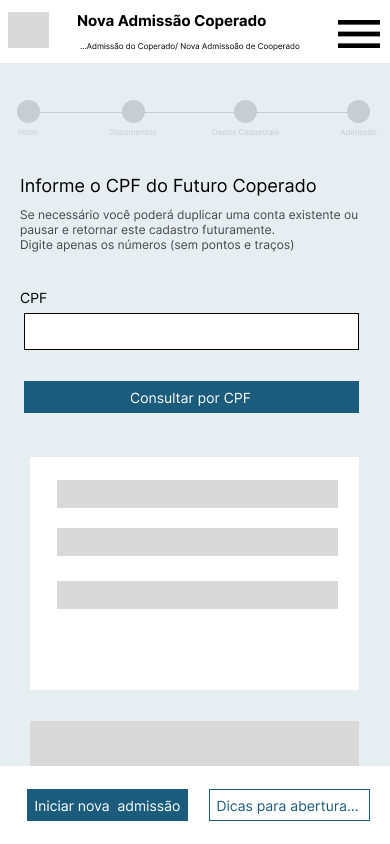 Nova Admissão Coperado
...Admissão do Coperado/ Nova Admissoão de Cooperado
Inicio
Documentos
Dados Cadastrais
Admissão
Informe o CPF do Futuro Coperado
Se necessário você poderá duplicar uma conta existente ou
pausar e retornar este cadastro futuramente.
Digite apenas os números (sem pontos e traços)
CPF
Consultar por CPF
Iniciar nova  admissão
Dicas para abertura...